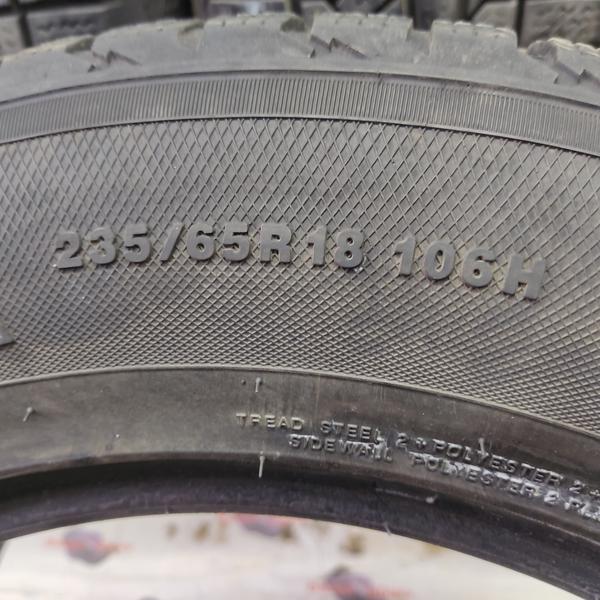 235/65R18 106H
TREAD STEEL 2 + POLYESTER 2 +
SIDEWALL POLYESTER 2